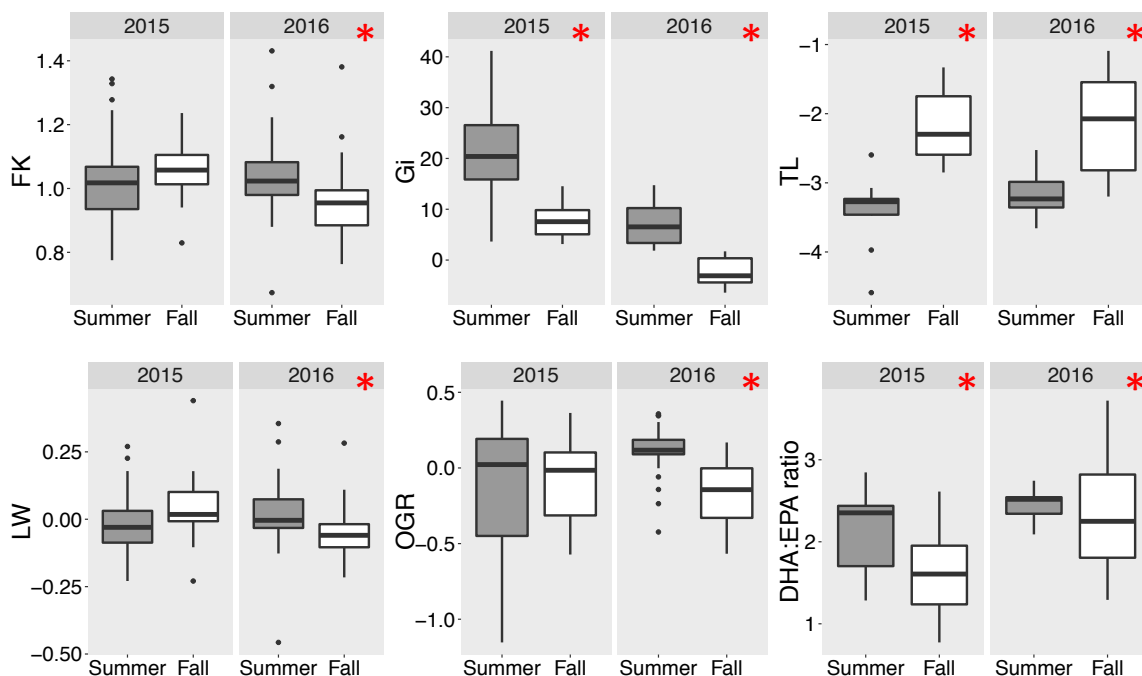 2015 2016 *
FK
1.4
1.2
1.0
0.8
Summer Fall Summer Fall
2015 * 2016 *
Gi
40
30
20
10
0
Summer Fall Summer Fall
2015 * 2016 *
TL
−1
−2
−3
−4
Summer Fall Summer Fall
2015 2016 *
LW
0.25
0.00
−0.25
−0.50
Summer Fall Summer Fall
2015 2016 *
OGR
0.5
0.0
−0.5
−1.0
Summer Fall Summer Fall
2015 * 2016 *
DHA:EPA ratio
3
2
1
Summer Fall Summer Fall